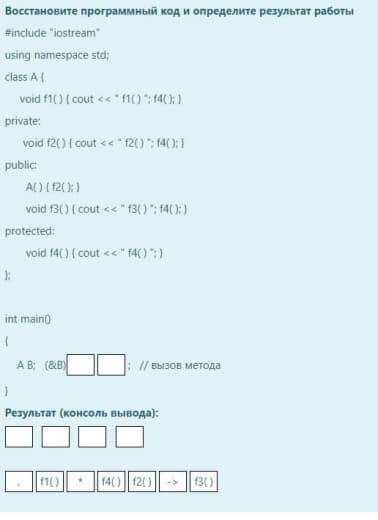 Восстановите программный код и определите результат работы
#include "iostream"
using namespace std;
class A {
void f1( ) { cout << " f1( ) "; f4( ); }
private:
void f2( ) { cout << " f2( ) "; f4( ); }
public:
A( ) { f2( ); }
void f3( ) { cout << " f3( ) "; f4( ); }
protected:
void f4( ) { cout << " f4( ) "; }
};
int main()
{
A B; (&B) ; // вызов метода
}
Результат (консоль вывода):
. f1( ) * f4( ) f2( ) -> f3( )